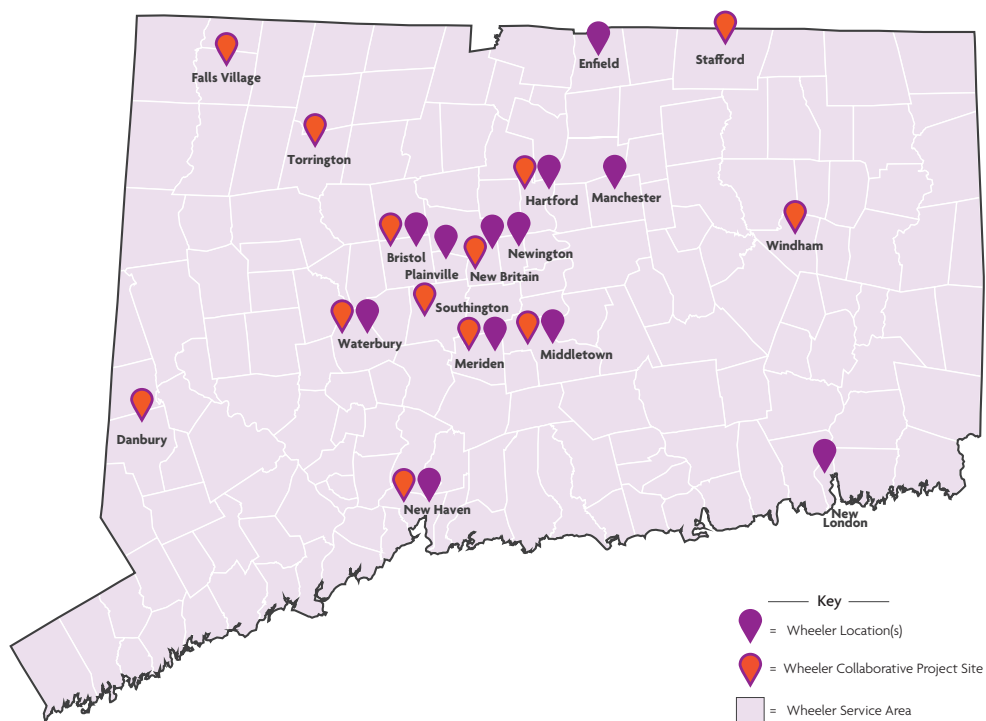 Enfield
Stafford
Falls Village
Torrington
Hartford
Manchester
Windham
Bristol
Newington
Plainville
New Britain
Southington
Waterbury
Meriden
Middletown
Danbury
New Haven
New
London
Key
= Wheeler Location(s)
= Wheeler Collaborative Project Site
= Wheeler Service Area